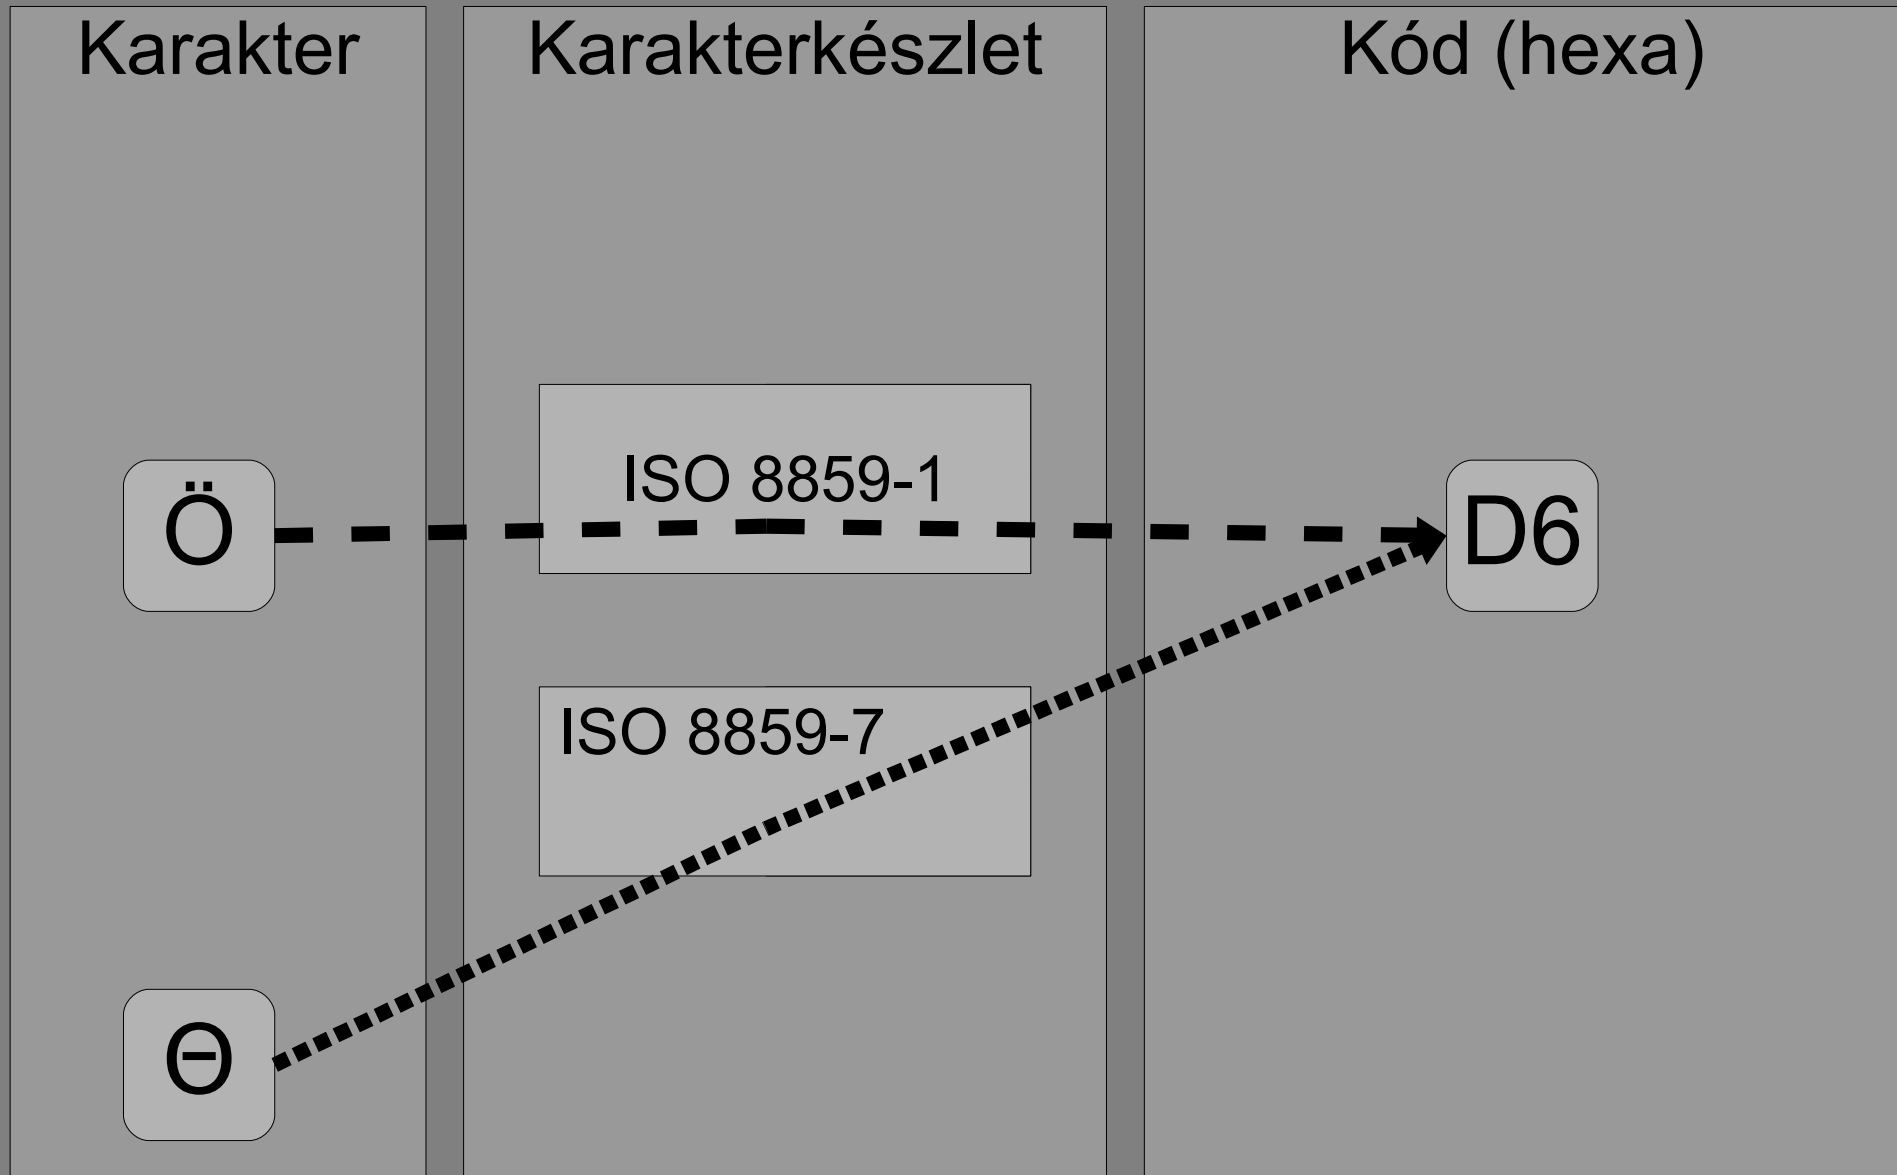 Karakter
Karakterkészlet
Kód (hexa)
ISO 8859-1
Ö
D6
ISO 8859-7
Θ